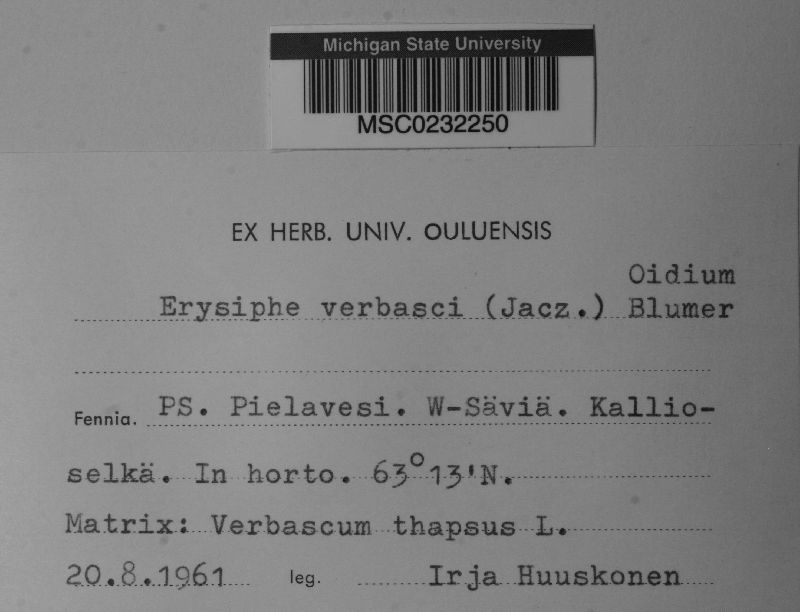 Michigan State University
MSC0232250
EX HERB. UNIV. OULUENSIS
Oidium
Erysiphe verbasci (Jacz.) Blumer
Fennia. PS. Pielavesi. W-Säviä. Kallio-
selkä. In horto. 63°13'N.
Matrix: Verbascum thapsus L.
20.8.1961 leg. Irja Huuskonen